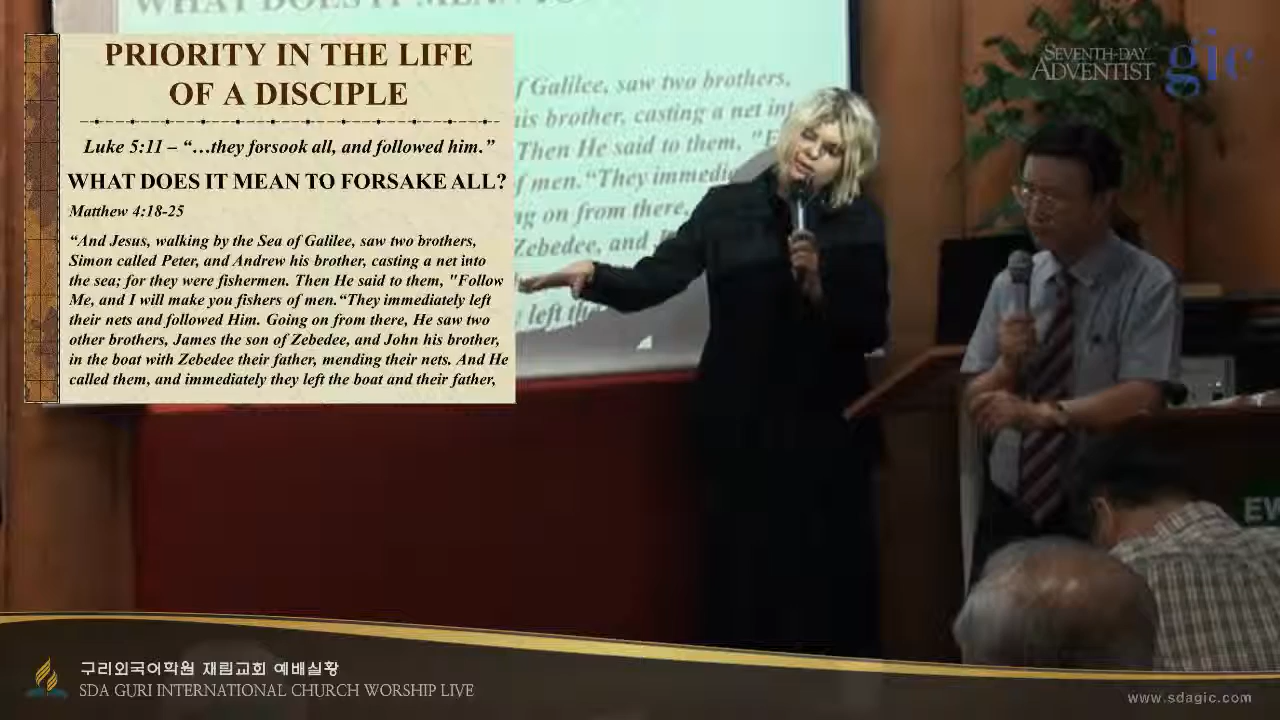 PRIORITY IN THE LIFE
OF A DISCIPLE
Luke 5:11 – “…they forsook all, and followed him.”
WHAT DOES IT MEAN TO FORSAKE ALL?
Matthew 4:18-25
“And Jesus, walking by the Sea of Galilee, saw two brothers,
Simon called Peter, and Andrew his brother, casting a net into
the sea; for they were fishermen. Then He said to them, "Follow
Me, and I will make you fishers of men.“They immediately left
their nets and followed Him. Going on from there, He saw two
other brothers, James the son of Zebedee, and John his brother,
in the boat with Zebedee their father, mending their nets. And He
called them, and immediately they left the boat and their father,
WHAT DOES IT MEAN
f Galilee, saw two brothers,
his brother, casting a net int
Then He said to them, "F
f men.“They immedi
ng on from there,
Zebedee, and
left th
SEVENTH-DAY
ADVENTIST
gic
EW
구리외국어학원 재림교회 예배실황
SDA GURI INTERNATIONAL CHURCH WORSHIP LIVE
www.sdagic.com